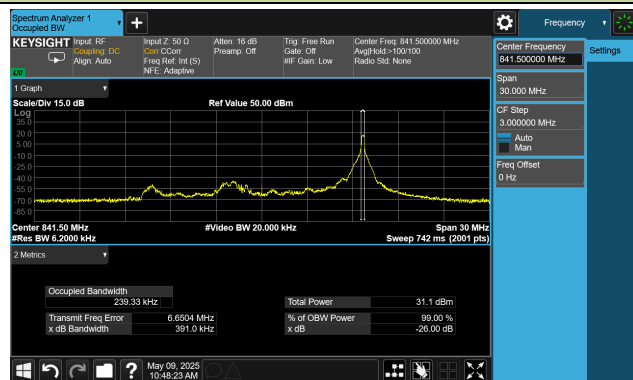 Spectrum Analyzer 1
Occupied BW
Frequency
KEYSIGHT
Input: RF
Coupling: DC
Align: Auto
Input Z: 50 Ω
Corr CCorr
Freq Ref: Int (S)
NFE: Adaptive
Atten: 16 dB
Preamp: Off
Trig: Free Run
Gate: Off
#IF Gain: Low
Center Freq: 841.500000 MHz
Avg|Hold:>100/100
Radio Std: None
LXI
Center Frequency
841.500000 MHz
Settings
Span
30.000 MHz
CF Step
3.000000 MHz
Auto
Man
Freq Offset
0 Hz
1 Graph
Scale/Div 15.0 dB
Ref Value 50.00 dBm
Log
35.0
20.0
5.00
-10.0
-25.0
-40.0
-55.0
-70.0
-85.0
Center 841.50 MHz
#Video BW 20.000 kHz
Span 30 MHz
#Res BW 6.2000 kHz
Sweep 742 ms (2001 pts)
2 Metrics
Occupied Bandwidth
239.33 kHz
Total Power
31.1 dBm
Transmit Freq Error
6.6504 MHz
% of OBW Power
99.00 %
x dB Bandwidth
391.0 kHz
x dB
-26.00 dB
?
May 09, 2025
10:48:23 AM